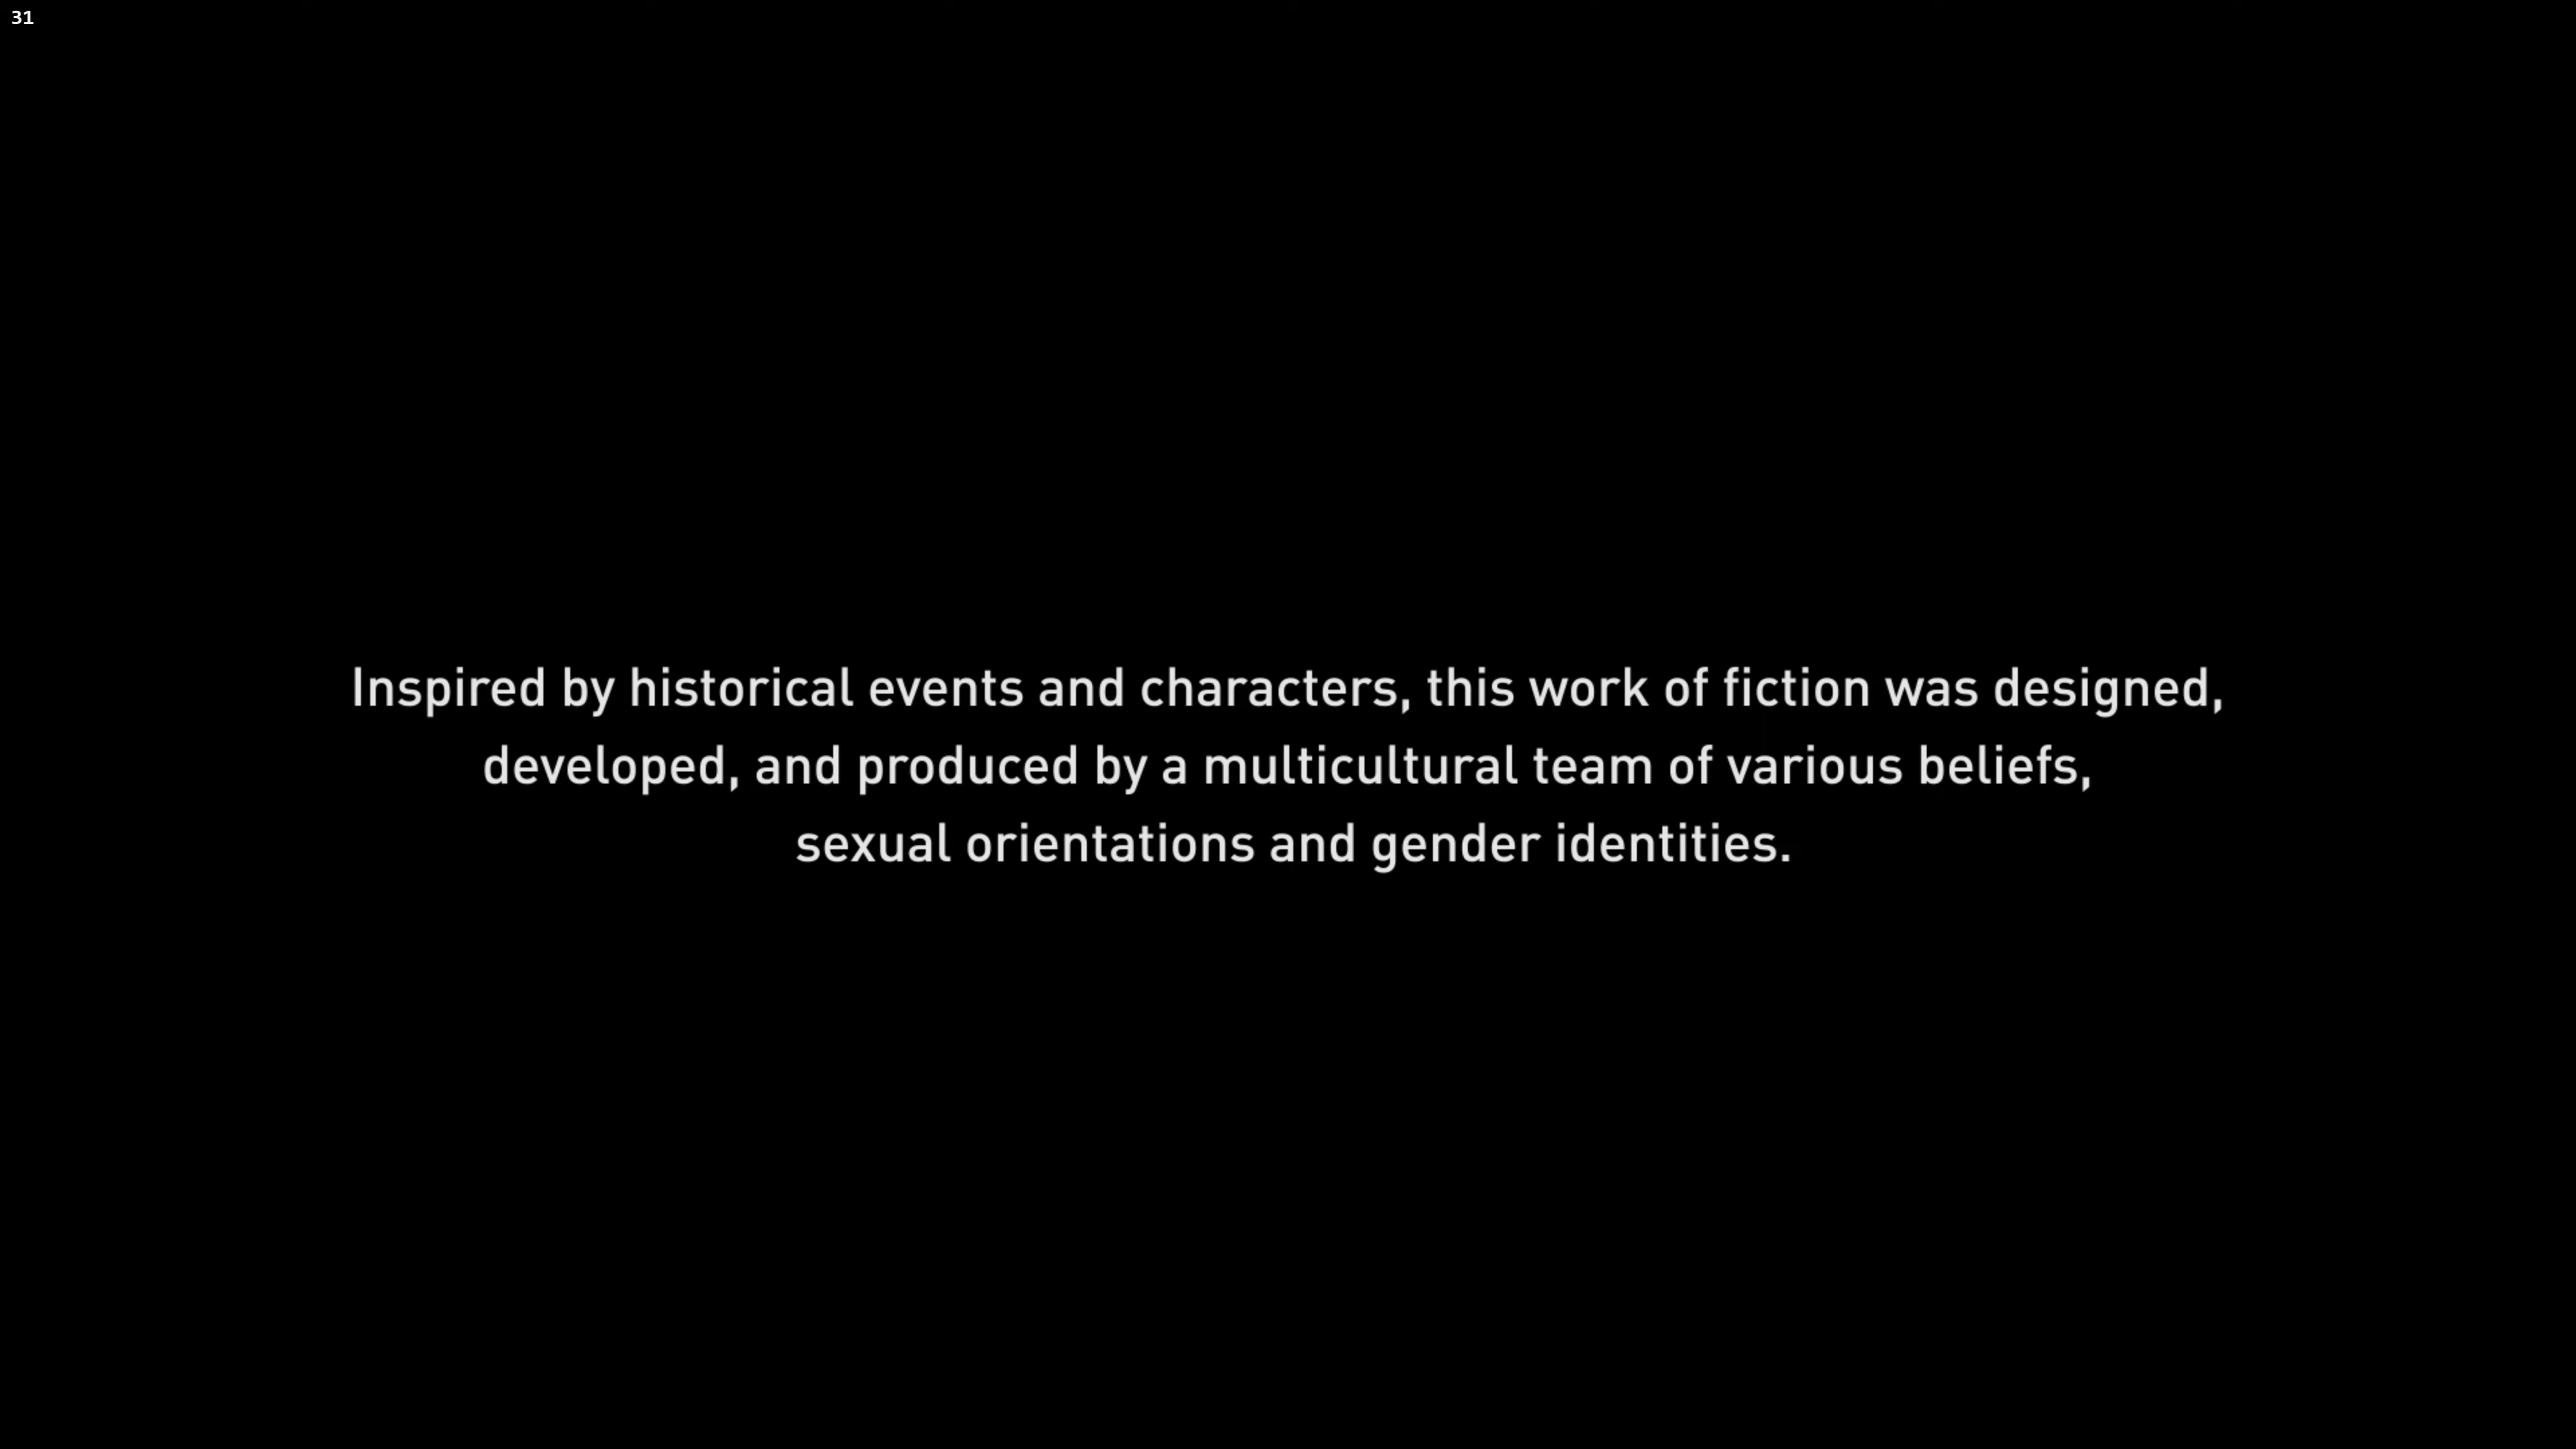 31
Inspired by historical events and characters, this work of fiction was designed,
developed, and produced by a multicultural team of various beliefs,
sexual orientations and gender identities.